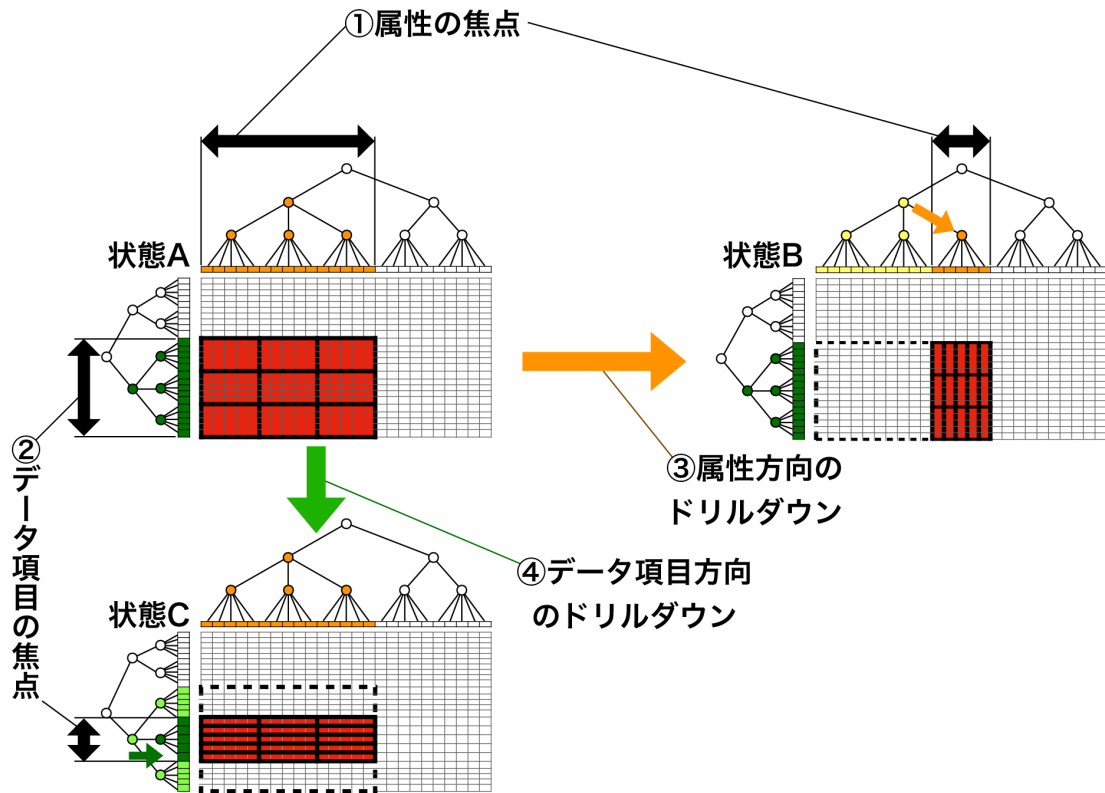 ①属性の焦点
状態A
状態B
②データ項目の焦点
③属性方向の
ドリルダウン
④データ項目方向
のドリルダウン
状態C